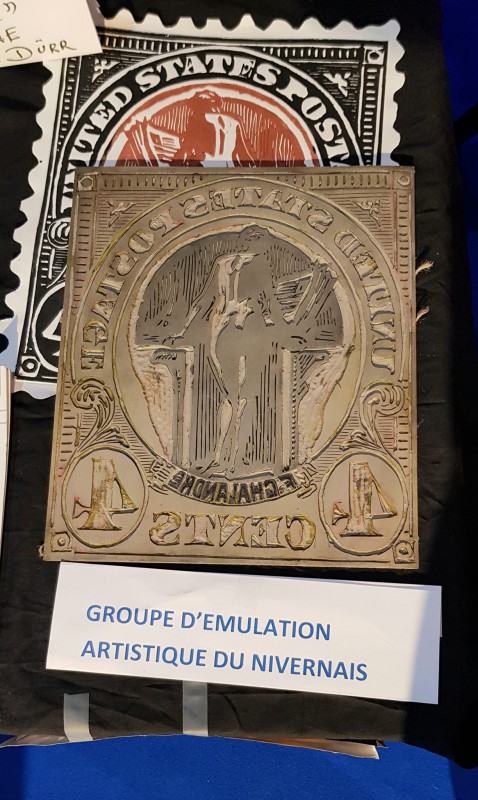 DÜRR
UNITED STATES POST
UNITED STATES POSTAGE
F. CHALANDRE
4 4
CENTS
GROUPE D'EMULATION
ARTISTIQUE DU NIVERNAIS